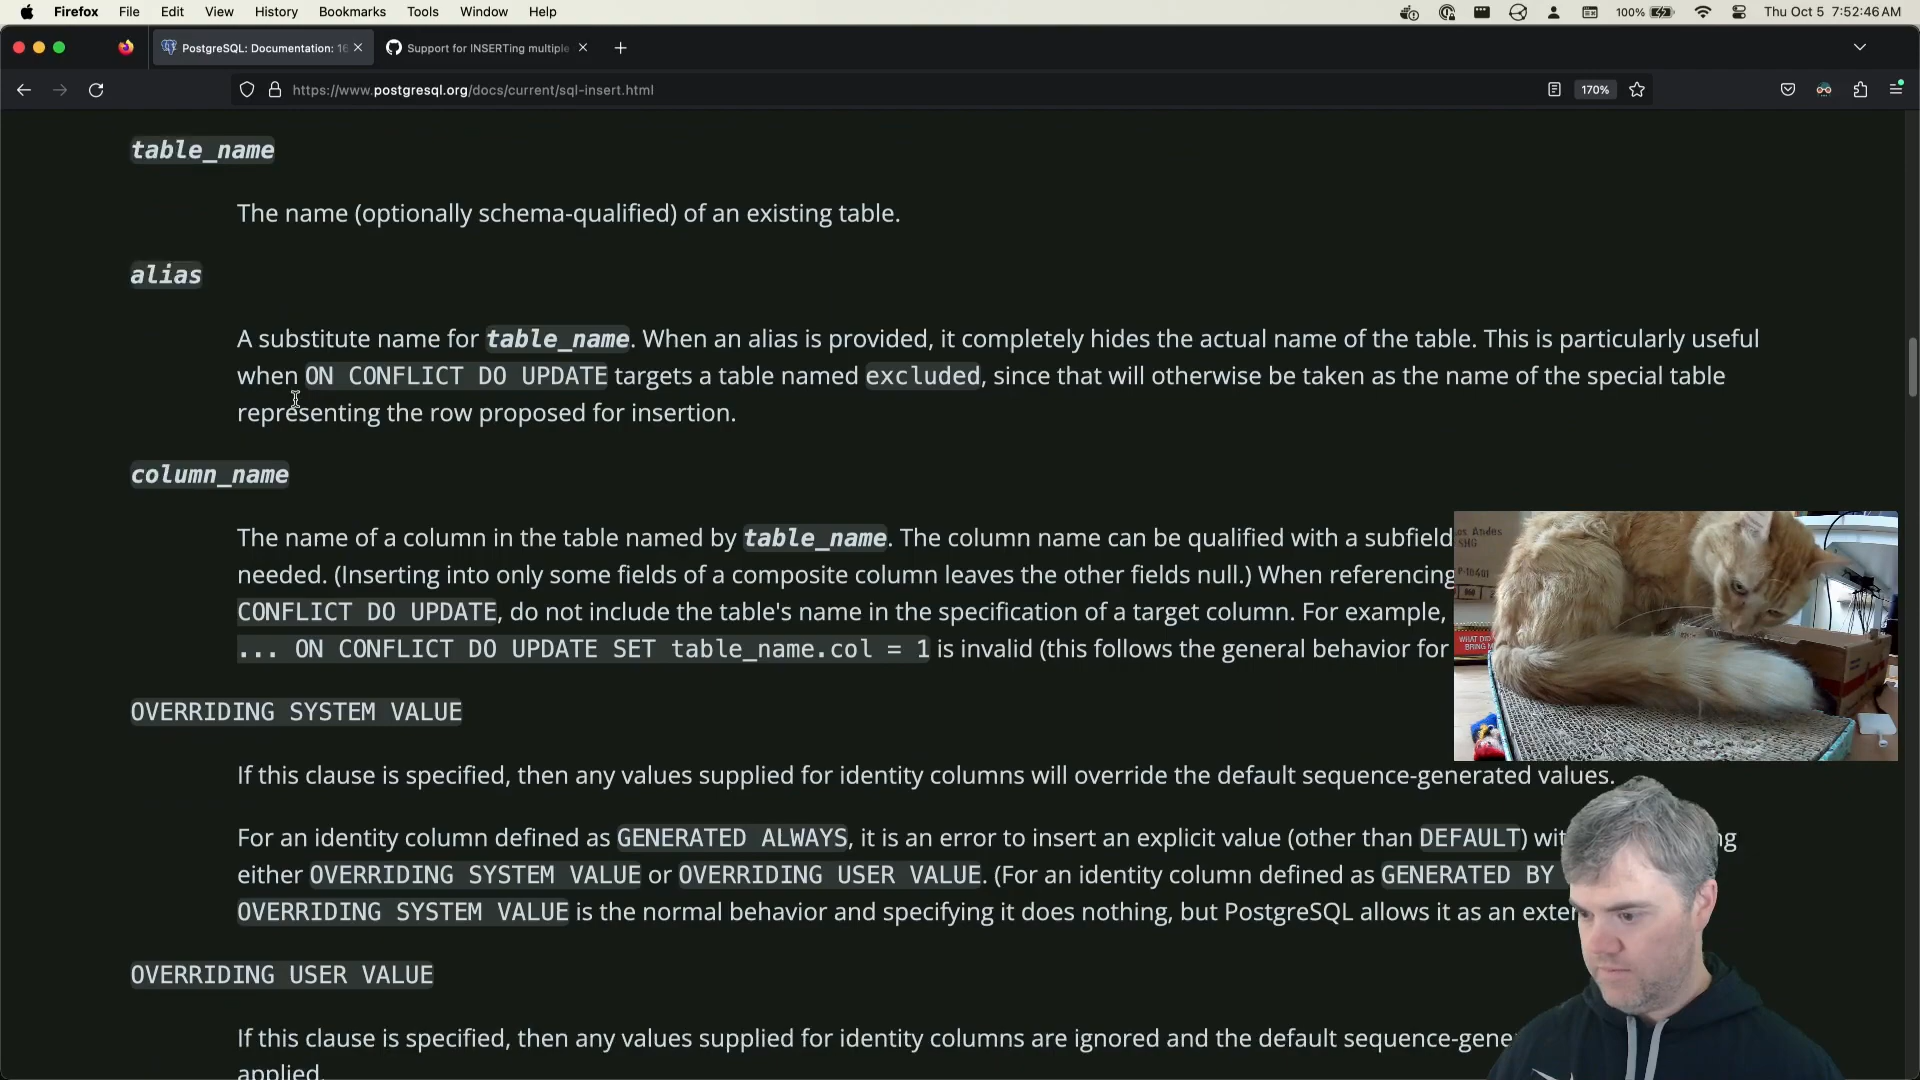 Firefox File Edit View History Bookmarks Tools Window Help 100% Thu Oct 5 7:52:46 AM
PostgreSQL: Documentation: 16 Support for INSERTing multiple
https://www.postgresql.org/docs/current/sql-insert.html 170%
table_name
The name (optionally schema-qualified) of an existing table.
alias
A substitute name for table_name. When an alias is provided, it completely hides the actual name of the table. This is particularly useful
when ON CONFLICT DO UPDATE targets a table named excluded, since that will otherwise be taken as the name of the special table
representing the row proposed for insertion.
column_name
The name of a column in the table named by table_name. The column name can be qualified with a subfield
needed. (Inserting into only some fields of a composite column leaves the other fields null.) When referencing
CONFLICT DO UPDATE, do not include the table's name in the specification of a target column. For example,
... ON CONFLICT DO UPDATE SET table_name.col = 1 is invalid (this follows the general behavior for
Los Andes
SHG
P-10401
WHAT DID
BRING M
OVERRIDING SYSTEM VALUE
If this clause is specified, then any values supplied for identity columns will override the default sequence-generated values.
For an identity column defined as GENERATED ALWAYS, it is an error to insert an explicit value (other than DEFAULT) wit ng
either OVERRIDING SYSTEM VALUE or OVERRIDING USER VALUE. (For an identity column defined as GENERATED BY
OVERRIDING SYSTEM VALUE is the normal behavior and specifying it does nothing, but PostgreSQL allows it as an exten
OVERRIDING USER VALUE
If this clause is specified, then any values supplied for identity columns are ignored and the default sequence-gene
applied.